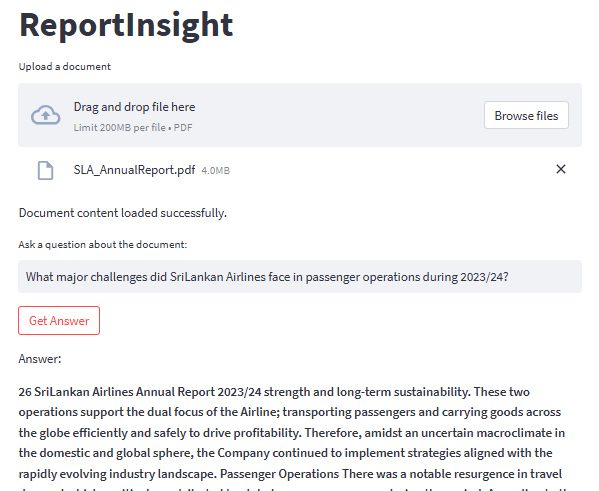 ReportInsight
Upload a document
Drag and drop file here
Limit 200MB per file • PDF
Browse files
SLA_AnnualReport.pdf 4.0MB
Document content loaded successfully.
Ask a question about the document:
What major challenges did SriLankan Airlines face in passenger operations during 2023/24?
Get Answer
Answer:
26 SriLankan Airlines Annual Report 2023/24 strength and long-term sustainability. These two
operations support the dual focus of the Airline; transporting passengers and carrying goods across
the globe efficiently and safely to drive profitability. Therefore, amidst an uncertain macroclimate in
the domestic and global sphere, the Company continued to implement strategies aligned with the
rapidly evolving industry landscape. Passenger Operations There was a notable resurgence in travel